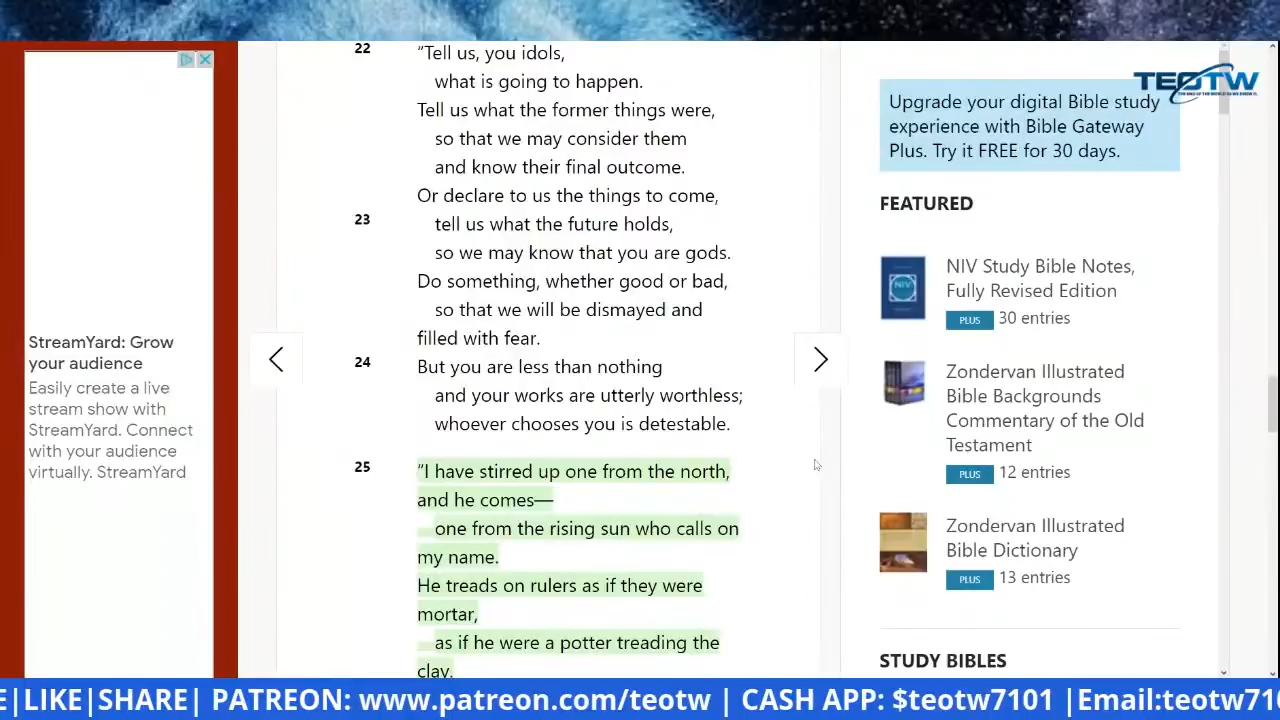 22
“Tell us, you idols,
what is going to happen.
Tell us what the former things were,
so that we may consider them
and know their final outcome.
Or declare to us the things to come,
23
tell us what the future holds,
so we may know that you are gods.
Do something, whether good or bad,
so that we will be dismayed and
filled with fear.
24
But you are less than nothing
and your works are utterly worthless;
whoever chooses you is detestable.
25
“I have stirred up one from the north,
and he comes—
one from the rising sun who calls on
my name.
He treads on rulers as if they were
mortar,
as if he were a potter treading the
clay.
StreamYard: Grow
your audience
Easily create a live
stream show with
StreamYard. Connect
with your audience
virtually. StreamYard
TEOTW
THE END OF THE WORLD AS WE KNOW IT.
Upgrade your digital Bible study
experience with Bible Gateway
Plus. Try it FREE for 30 days.
FEATURED
NIV
NIV Study Bible Notes,
Fully Revised Edition
PLUS 30 entries
Zondervan Illustrated
Bible Backgrounds
Commentary of the Old
Testament
PLUS 12 entries
Zondervan Illustrated
Bible Dictionary
PLUS 13 entries
STUDY BIBLES
E|LIKE|SHARE| PATREON: www.patreon.com/teotw | CASH APP: $teotw7101 |Email:teotw71